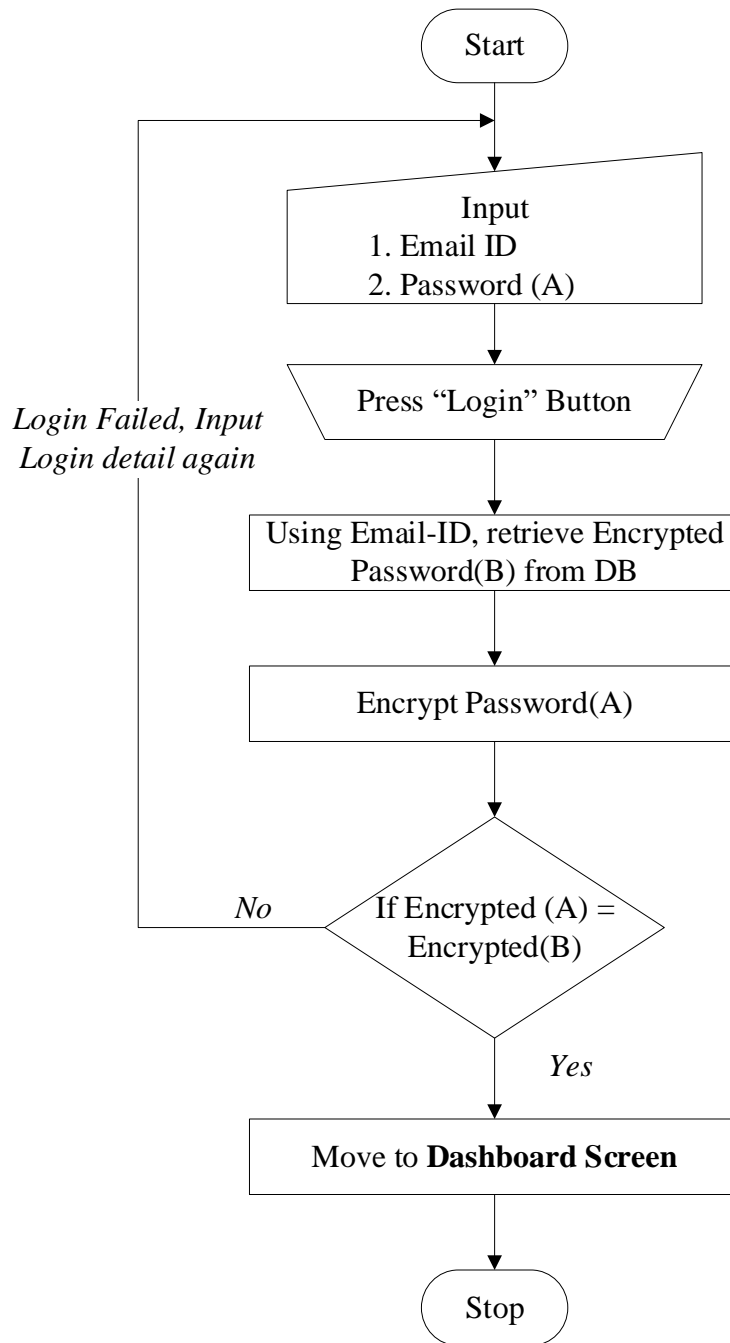 Start
Input
1. Email ID
2. Password (A)
Press “Login” Button
Login Failed, Input
Login detail again
Using Email-ID, retrieve Encrypted
Password(B) from DB
Encrypt Password(A)
No
If Encrypted (A) =
Encrypted(B)
Yes
Move to Dashboard Screen
Stop